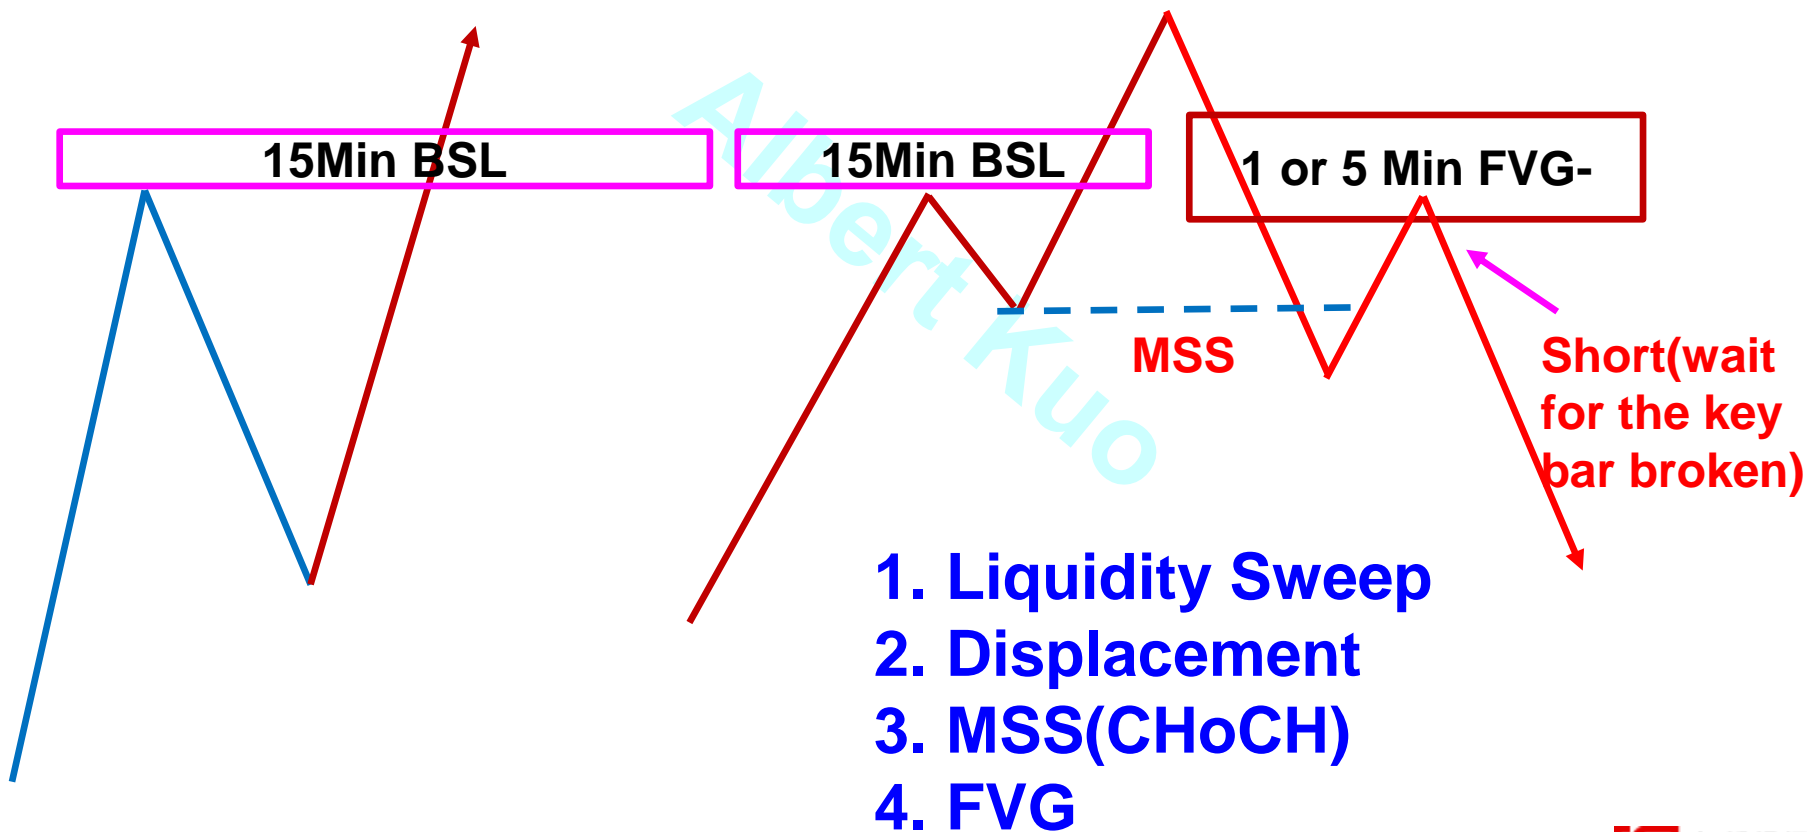 15Min BSL
15Min BSL
1 or 5 Min FVG-
Albert Kuo
MSS
Short(wait
for the key
bar broken)
1. Liquidity Sweep
2. Displacement
3. MSS(CHoCH)
4. FVG